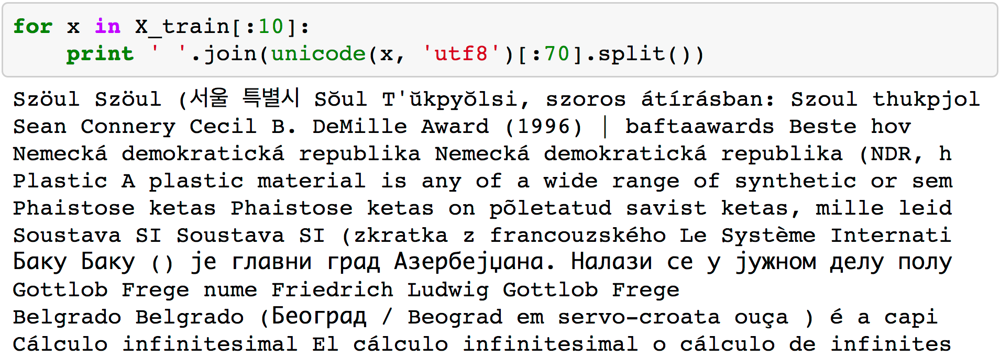 for x in X_train[:10]:
    print ' '.join(unicode(x, 'utf8')[:70].split())
Szöul Szöul (서울 특별시 Sŏul T'ŭkpyŏlsi, szoros átírásban: Szoul thukpjol
Sean Connery Cecil B. DeMille Award (1996) | baftaawards Beste hov
Nemecká demokratická republika Nemecká demokratická republika (NDR, h
Plastic A plastic material is any of a wide range of synthetic or sem
Phaistose ketas Phaistose ketas on põletatud savist ketas, mille leid
Soustava SI Soustava SI (zkratka z francouzského Le Système Internati
Баку Баку () је главни град Азербејџана. Налази се у јужном делу полу
Gottlob Frege nume Friedrich Ludwig Gottlob Frege
Belgrado Belgrado (Београд / Beograd em servo-croata ouça ) é a capi
Cálculo infinitesimal El cálculo infinitesimal o cálculo de infinites